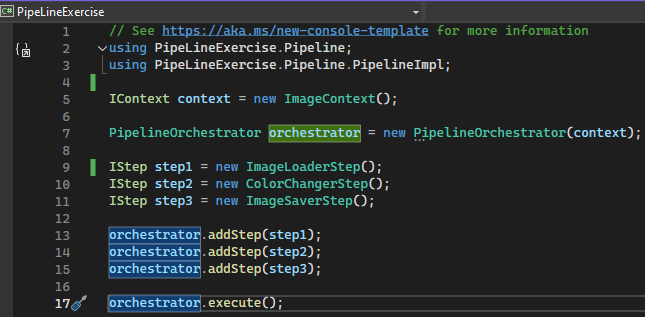 C# PipeLineExercise
1 // See https://aka.ms/new-console-template for more information
2 using PipeLineExercise.Pipeline;
3 using PipeLineExercise.Pipeline.PipelineImpl;
4
5 IContext context = new ImageContext();
6
7 PipelineOrchestrator orchestrator = new PipelineOrchestrator(context);
8
9 IStep step1 = new ImageLoaderStep();
10 IStep step2 = new ColorChangerStep();
11 IStep step3 = new ImageSaverStep();
12
13 orchestrator.addStep(step1);
14 orchestrator.addStep(step2);
15 orchestrator.addStep(step3);
16
17 orchestrator.execute();